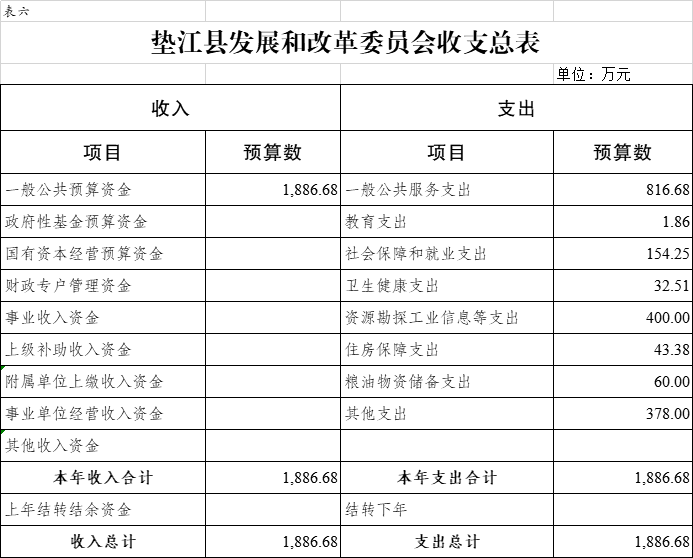 表六
垫江县发展和改革委员会收支总表
单位：万元
收入 支出
项目 预算数 项目 预算数
一般公共预算资金 1,886.68 一般公共服务支出 816.68
政府性基金预算资金 教育支出 1.86
国有资本经营预算资金 社会保障和就业支出 154.25
财政专户管理资金 卫生健康支出 32.51
事业收入资金 资源勘探工业信息等支出 400.00
上级补助收入资金 住房保障支出 43.38
附属单位上缴收入资金 粮油物资储备支出 60.00
事业单位经营收入资金 其他支出 378.00
其他收入资金
本年收入合计 1,886.68 本年支出合计 1,886.68
上年结转结余资金 结转下年
收入总计 1,886.68 支出总计 1,886.68